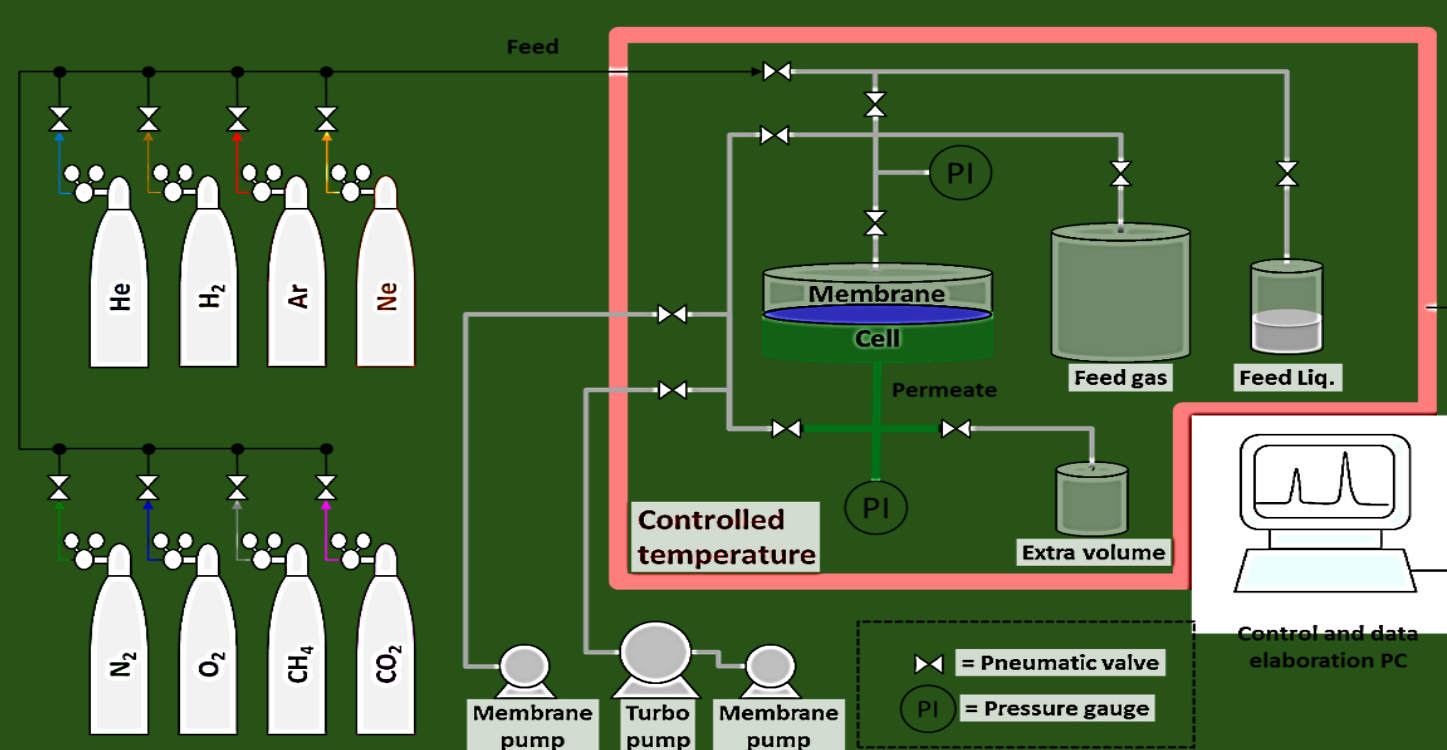 Feed
PI
He
H2
Ar
Ne
Membrane
Cell
Feed gas
Feed Liq.
Permeate
PI
Controlled
temperature
Extra volume
N2
O2
CH4
CO2
Control and data
elaboration PC
= Pneumatic valve
PI = Pressure gauge
Membrane
pump
Turbo
pump
Membrane
pump